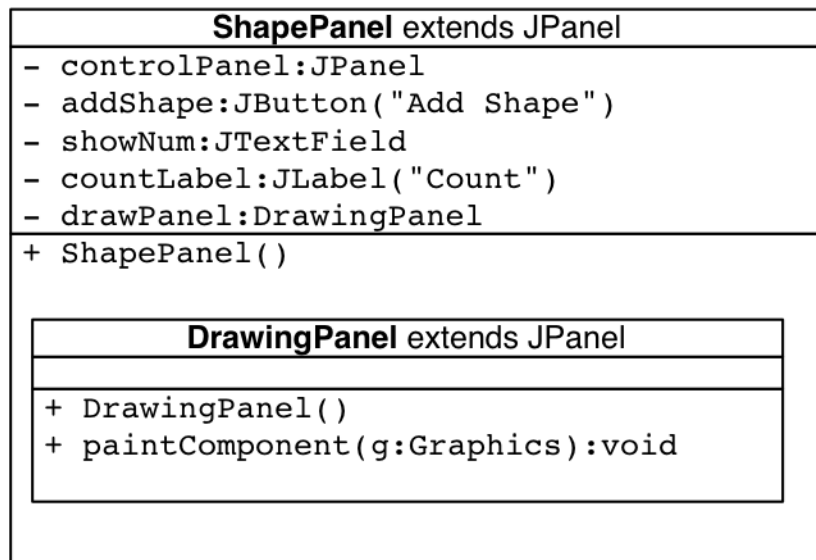 ShapePanel extends JPanel
- controlPanel:JPanel
- addShape:JButton("Add Shape")
- showNum:JTextField
- countLabel:JLabel("Count")
- drawPanel:DrawingPanel
+ ShapePanel()
DrawingPanel extends JPanel
+ DrawingPanel()
+ paintComponent(g:Graphics):void